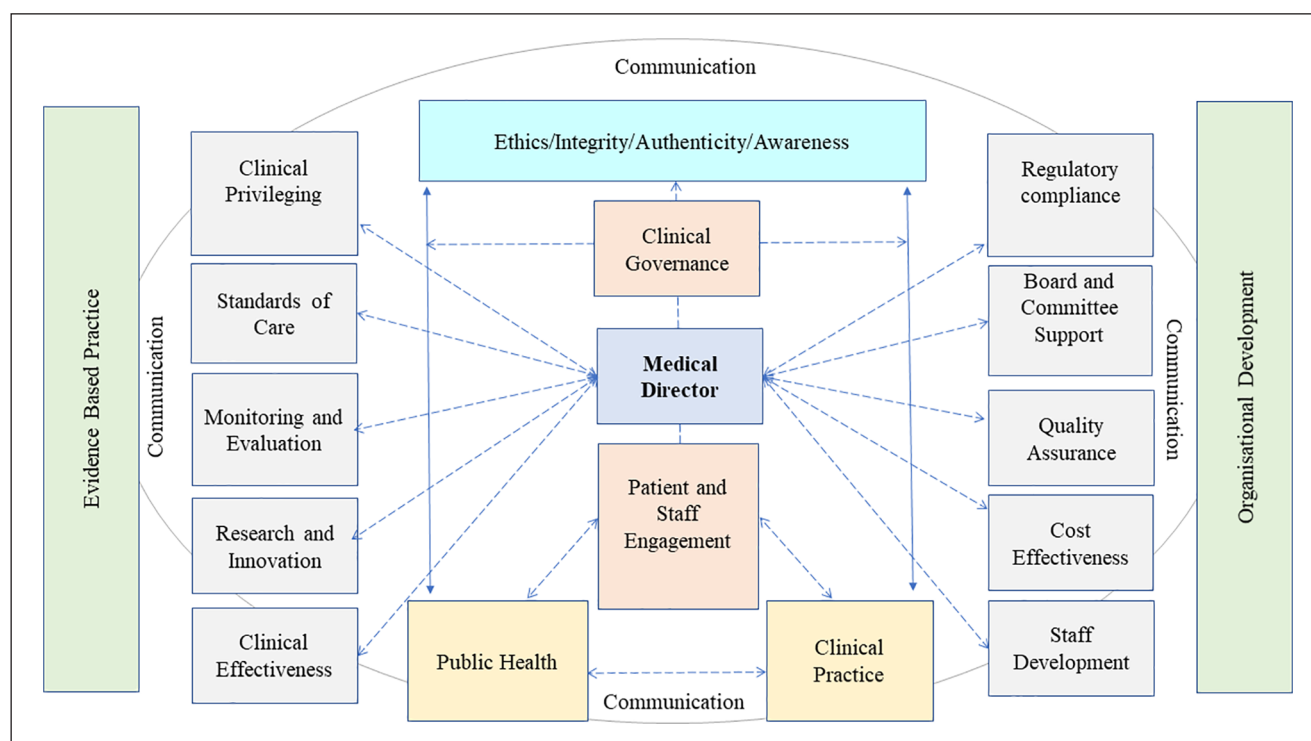 Communication
Ethics/Integrity/Authenticity/Awareness
Evidence Based Practice
Communication
Clinical
Privileging
Standards of
Care
Monitoring and
Evaluation
Research and
Innovation
Clinical
Effectiveness
Clinical
Governance
Medical
Director
Patient and
Staff
Engagement
Public Health
Clinical
Practice
Communication
Regulatory
compliance
Board and
Committee
Support
Quality
Assurance
Cost
Effectiveness
Staff
Development
Communication
Organisational Development